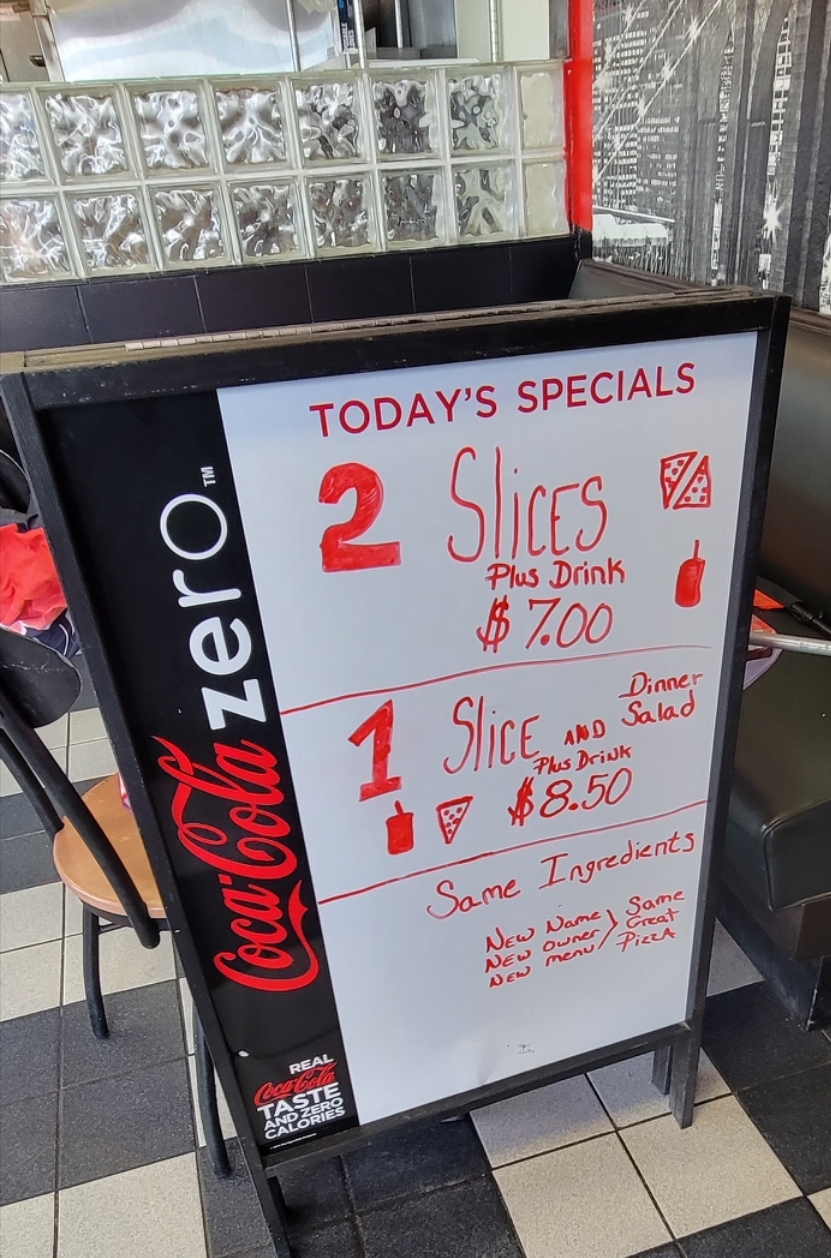 TODAY'S SPECIALS
2 SlicES
Plus Drink
$7.00
1 SlicE AND Dinner Salad
Plus Drink
$8.50
Same Ingredients
NEW Name
NEW OWNER
NEW menu
Same
Great
Pizza
Coca-Cola zero™
REAL
Coca-Cola
TASTE
AND ZERO
CALORIES